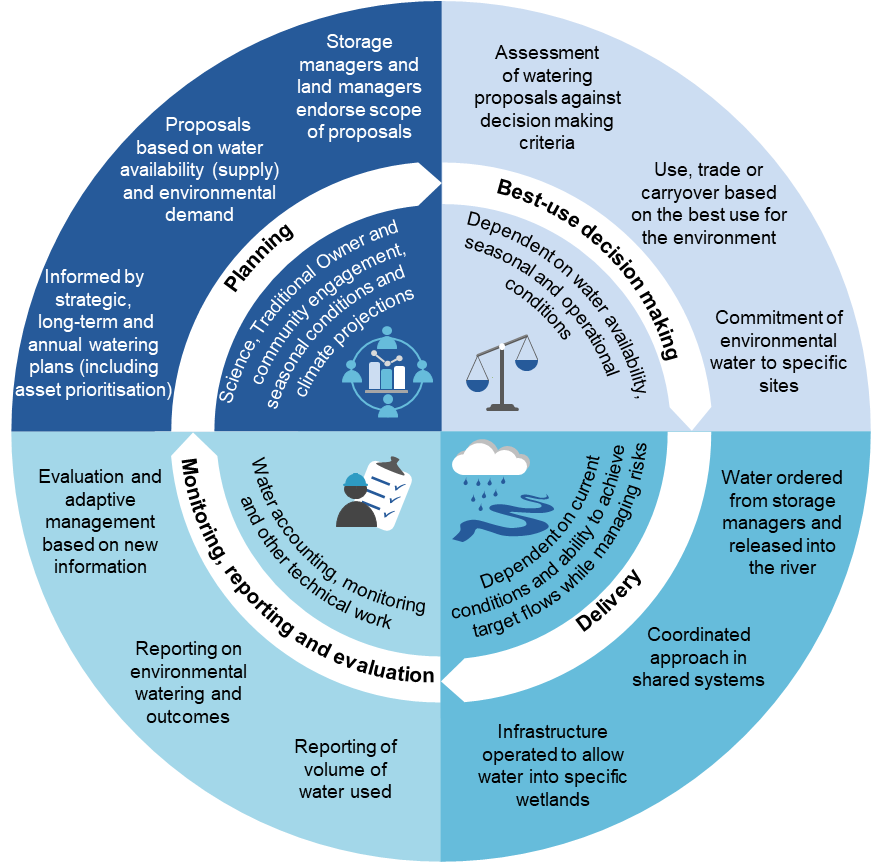 Storage
managers and
land managers
endorse scope
of proposals
Proposals
based on water
availability (supply)
and environmental
demand
Informed by
strategic,
long-term and
annual watering
plans (including
asset prioritisation)
Planning
Science, Traditional Owner and
community engagement,
seasonal conditions and
climate projections
Assessment
of watering
proposals against
decision making
criteria
Use, trade or
carryover based
on the best use for
the environment
Commitment of
environmental
water to specific
sites
Best-use decision making
Dependent on water availability,
seasonal and operational
conditions
Water ordered
from storage
managers and
released into
the river
Coordinated
approach in
shared systems
Infrastructure
operated to allow
water into specific
wetlands
Delivery
Dependent on current
conditions and ability to achieve
target flows while managing risks
Reporting of
volume of
water used
Reporting on
environmental
watering and
outcomes
Evaluation and
adaptive
management
based on new
information
Monitoring, reporting and evaluation
Water accounting, monitoring
and other technical work